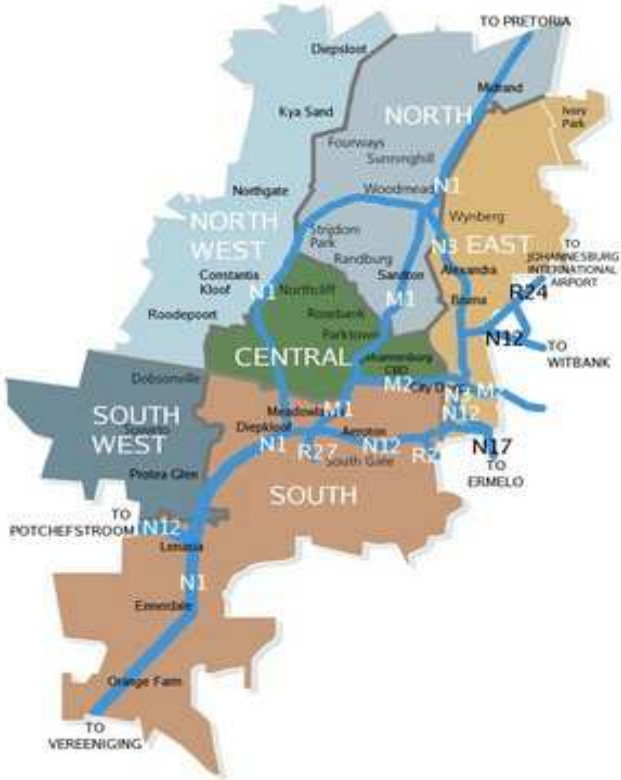 TO PRETORIA
Diepsloot
Midrand
Kya Sand
NORTH
Ivory
Park
Fourways
Sunninghill
Northgate
Woodmead
N1
NORTH
WEST
Wynberg
Strijdom
Park
N3
EAST
TO
JOHANNESBURG
INTERNATIONAL
AIRPORT
Randburg
Sandton
Alexandra
Constantia
Kloof
N1
Northcliff
M1
Bruma
R24
Roodepoort
Rosebank
Parktown
N12
TO
WITBANK
CENTRAL
Johannesburg
CBD
Dobsonville
M2
City Deep
N3
M2
SOUTH
WEST
Soweto
Meadowlands
M1
N12
Diepkloof
Aeroton
N1
R27
N12
R2
N17
TO
ERMELO
South Gate
Protea Glen
SOUTH
TO
POTCHEFSTROOM
N12
Lenasia
N1
Ennerdale
Orange Farm
TO
VEREENIGING